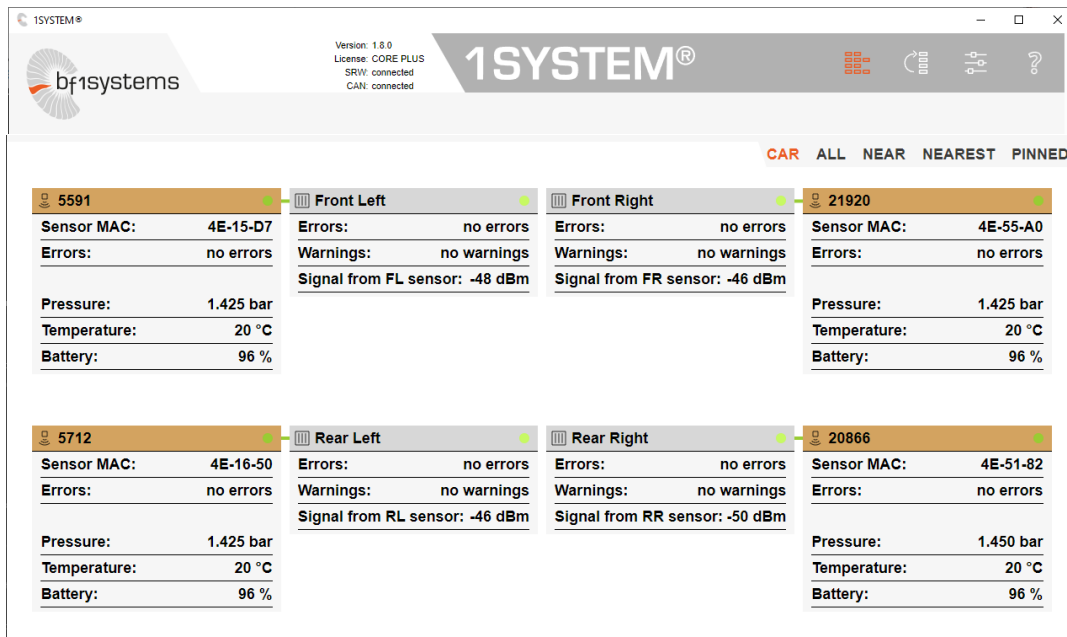 1SYSTEM®
bf1systems
Version: 1.8.0
License: CORE PLUS
SRW: connected
CAN: connected
1SYSTEM®
?
CAR ALL NEAR NEAREST PINNED
5591 Front Left Front Right 21920
Sensor MAC: 4E-15-D7 Errors: no errors Errors: no errors Sensor MAC: 4E-55-A0
Errors: no errors Warnings: no warnings Warnings: no warnings Errors: no errors
Signal from FL sensor: -48 dBm Signal from FR sensor: -46 dBm
Pressure: 1.425 bar Pressure: 1.425 bar
Temperature: 20 °C Temperature: 20 °C
Battery: 96 % Battery: 96 %
5712 Rear Left Rear Right 20866
Sensor MAC: 4E-16-50 Errors: no errors Errors: no errors Sensor MAC: 4E-51-82
Errors: no errors Warnings: no warnings Warnings: no warnings Errors: no errors
Signal from RL sensor: -46 dBm Signal from RR sensor: -50 dBm
Pressure: 1.425 bar Pressure: 1.450 bar
Temperature: 20 °C Temperature: 20 °C
Battery: 96 % Battery: 96 %